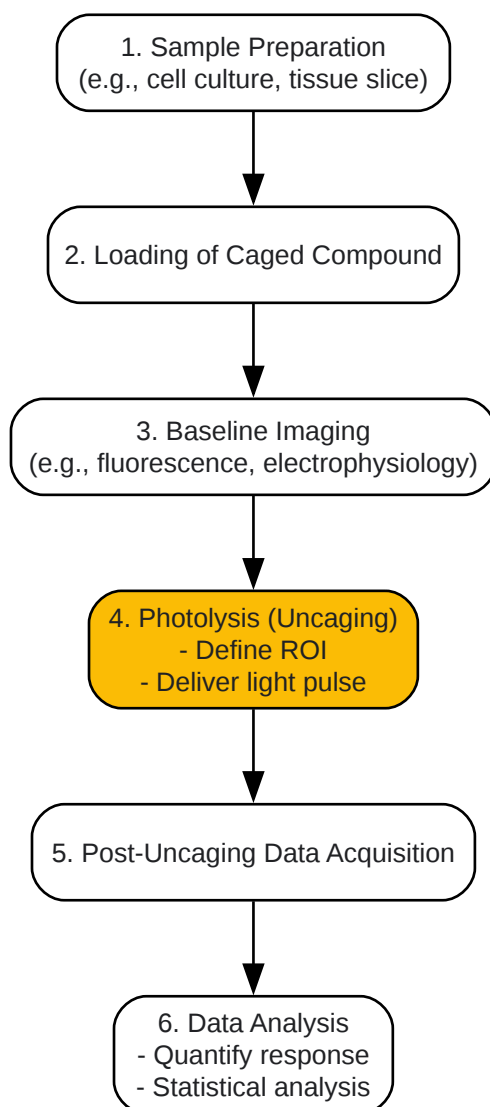 1. Sample Preparation
(e.g., cell culture, tissue slice)
2. Loading of Caged Compound
3. Baseline Imaging
(e.g., fluorescence, electrophysiology)
4. Photolysis (Uncaging)
- Define ROI
- Deliver light pulse
5. Post-Uncaging Data Acquisition
6. Data Analysis
- Quantify response
- Statistical analysis